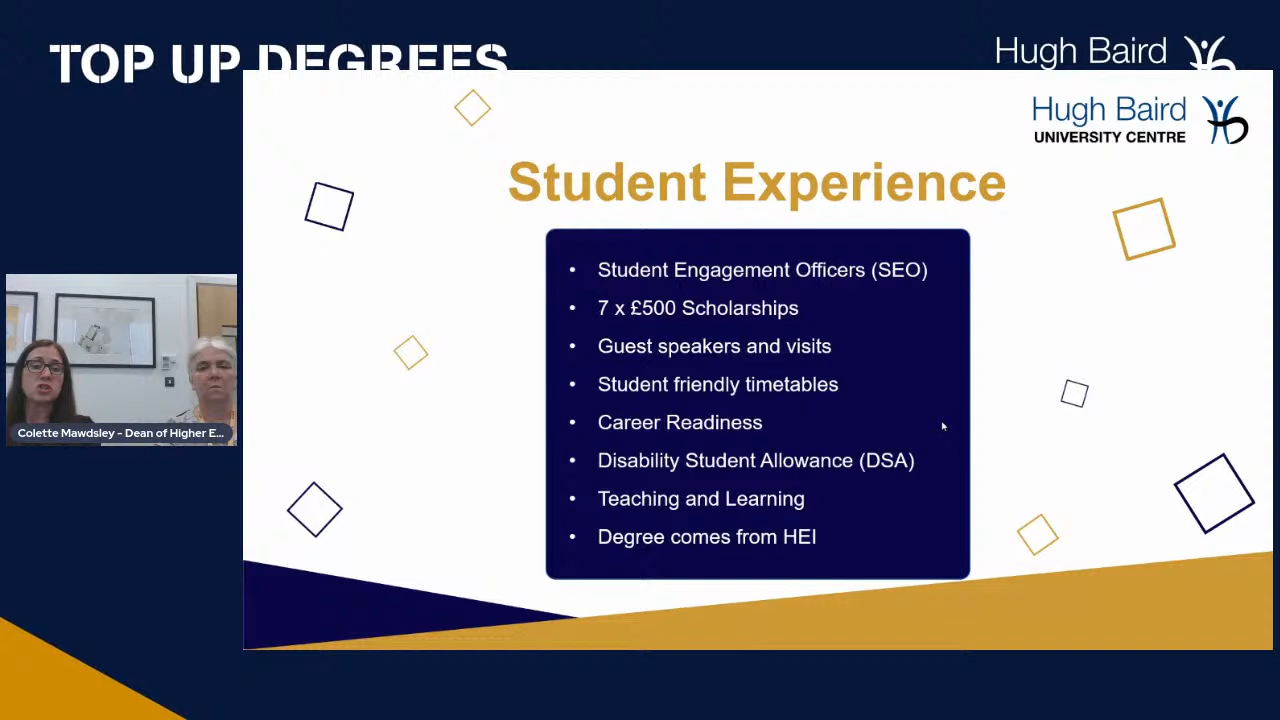 TOP UP DEGREES
Hugh Baird
Hugh Baird
UNIVERSITY CENTRE
Student Experience
• Student Engagement Officers (SEO)
• 7 x £500 Scholarships
• Guest speakers and visits
• Student friendly timetables
• Career Readiness
• Disability Student Allowance (DSA)
• Teaching and Learning
• Degree comes from HEI
Colette Mawdsley - Dean of Higher E...